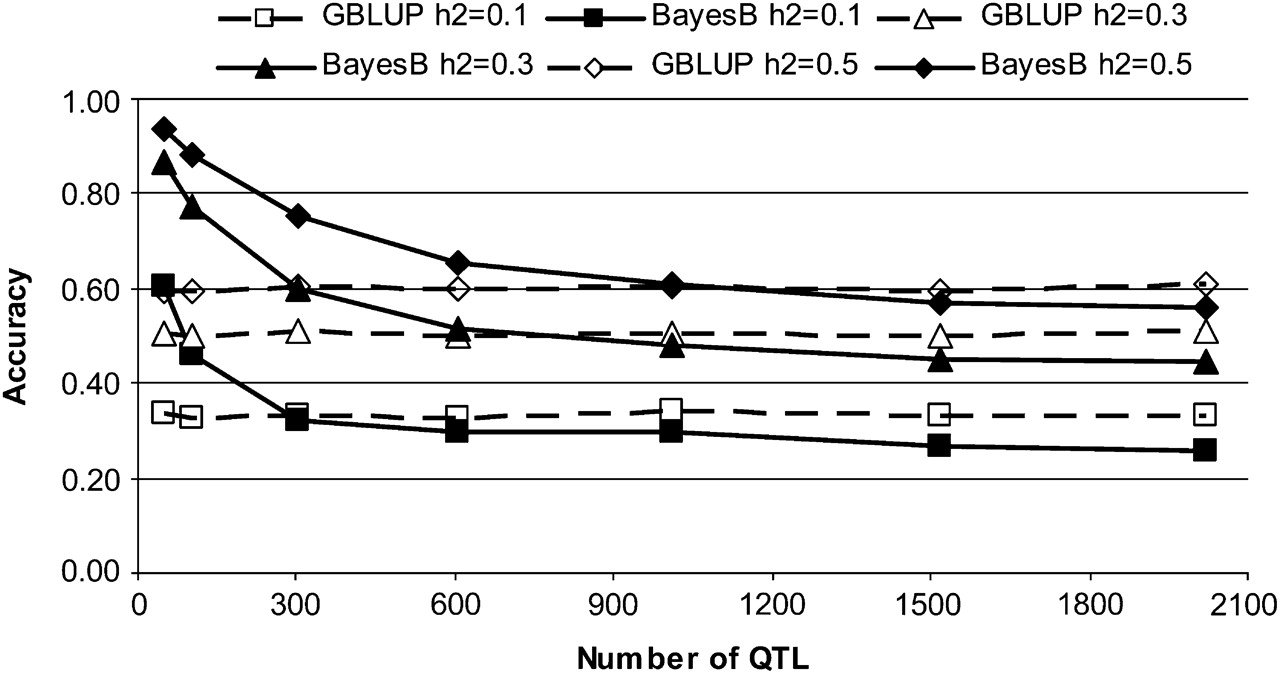 GBLUP h2=0.1 BayesB h2=0.1 GBLUP h2=0.3
BayesB h2=0.3 GBLUP h2=0.5 BayesB h2=0.5
1.00
0.80
0.60
0.40
0.20
0.00
Accuracy
0 300 600 900 1200 1500 1800 2100
Number of QTL